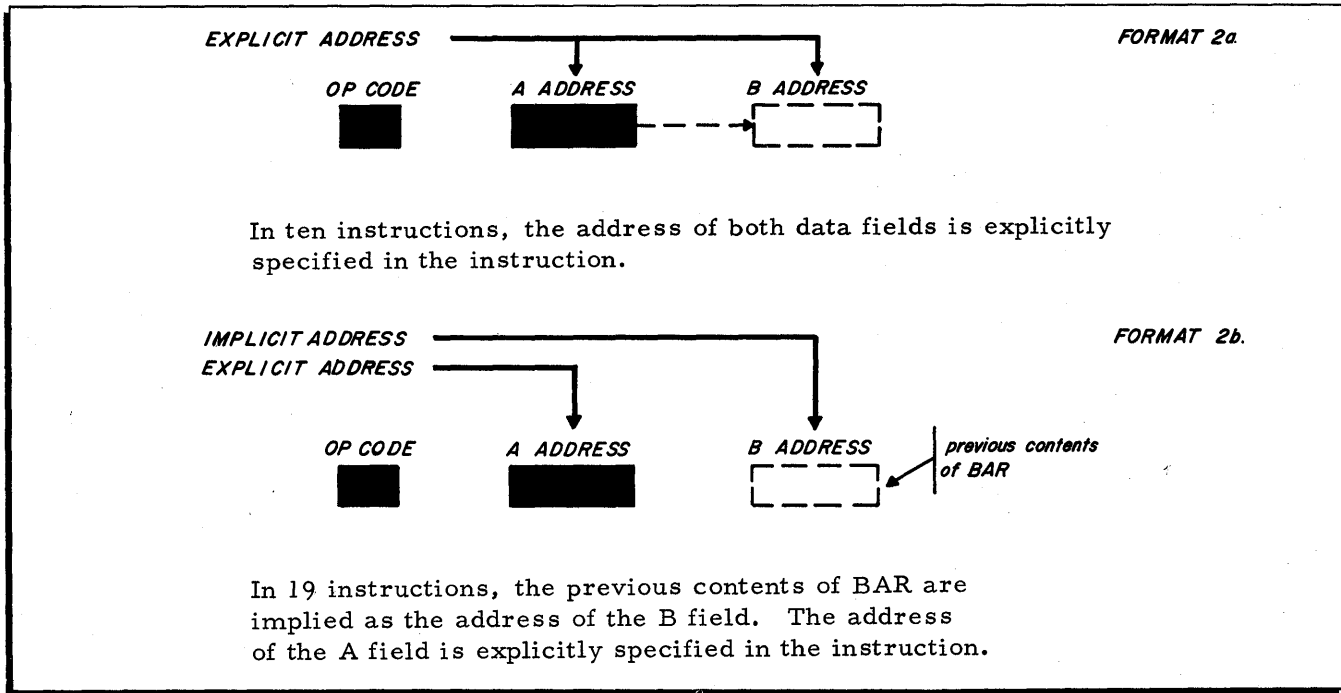 EXPLICIT ADDRESS
FORMAT 2a.
OP CODE A ADDRESS B ADDRESS
In ten instructions, the address of both data fields is explicitly
specified in the instruction.
IMPLICIT ADDRESS
FORMAT 2b.
EXPLICIT ADDRESS
OP CODE A ADDRESS B ADDRESS
previous contents
of BAR
In 19 instructions, the previous contents of BAR are
implied as the address of the B field. The address
of the A field is explicitly specified in the instruction.